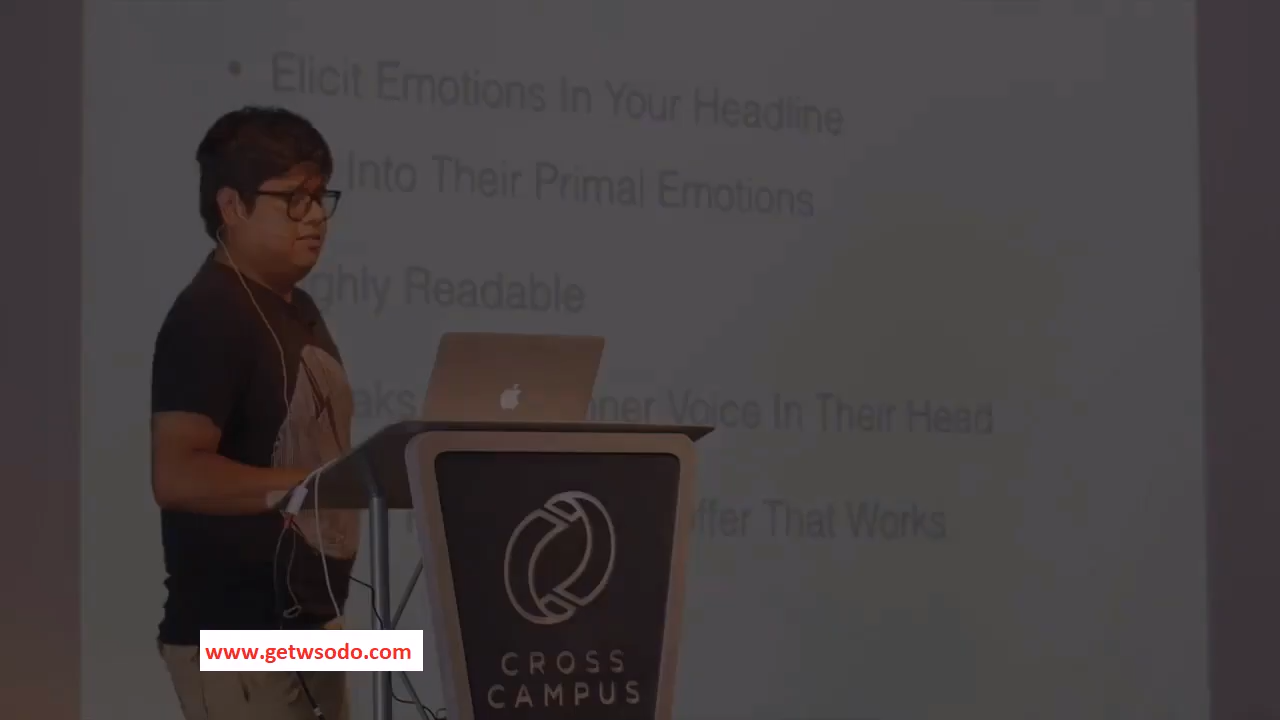 • Elicit Emotions In Your Headline
Into Their Primal Emotions
ghly Readable
aks nner Voice In Their Head
ffer That Works
www.getwsodo.com
CROSS
CAMPUS